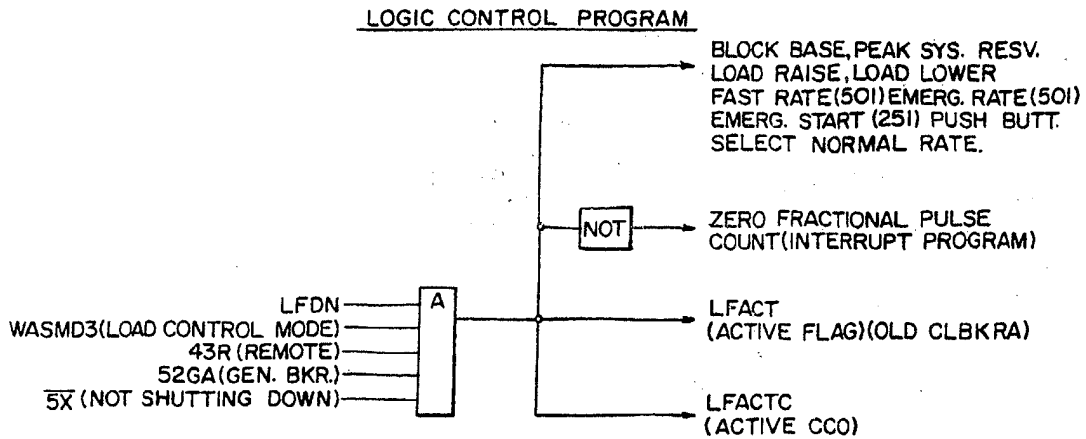 LOGIC CONTROL PROGRAM
BLOCK BASE, PEAK SYS. RESV.
LOAD RAISE, LOAD LOWER
FAST RATE(501) EMERG. RATE(501)
EMERG. START (251) PUSH BUTT.
SELECT NORMAL RATE.
NOT
ZERO FRACTIONAL PULSE
COUNT(INTERRUPT PROGRAM)
A
LFDN
WASMD3(LOAD CONTROL MODE)
43R (REMOTE)
52GA(GEN. BKR.)
5̅X̅ (NOT SHUTTING DOWN)
LFACT
(ACTIVE FLAG)(OLD CLBKRA)
LFACTC
(ACTIVE CCO)